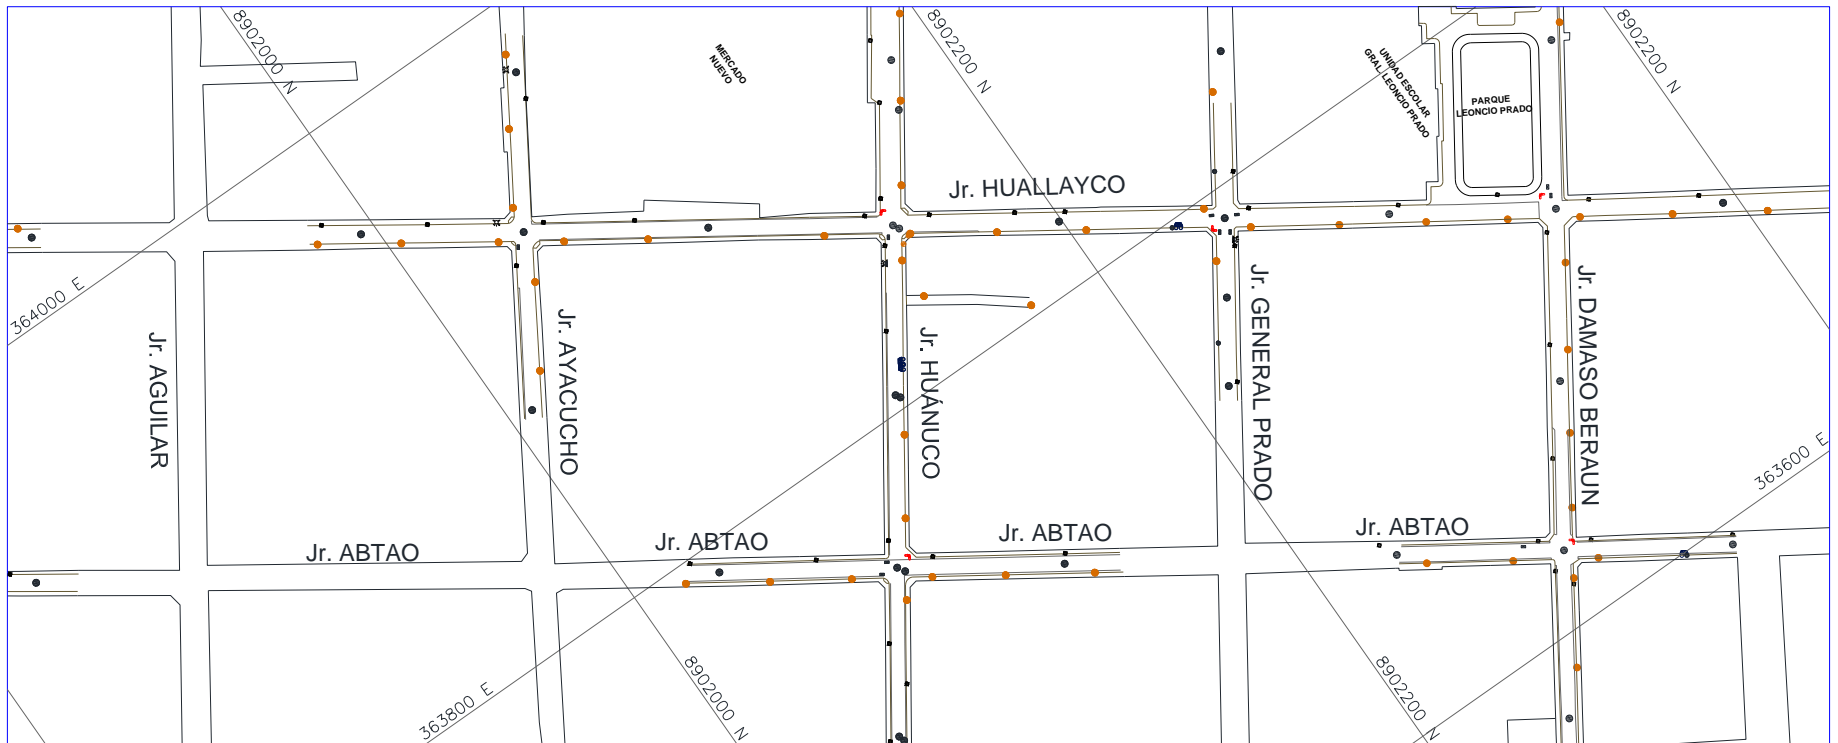 8902000 N
MERCADO
NUEVO
8902200 N
UNIDAD ESCOLAR
GRAL. LEONCIO PRADO
PARQUE
LEONCIO PRADO
8902200 N
Jr. HUALLAYCO
364000 E
Jr. AGUILAR
Jr. AYACUCHO
Jr. HUÁNUCO
Jr. GENERAL PRADO
Jr. DAMASO BERAUN
363600 E
Jr. ABTAO
Jr. ABTAO
Jr. ABTAO
Jr. ABTAO
363800 E
8902000 N
8902200 N